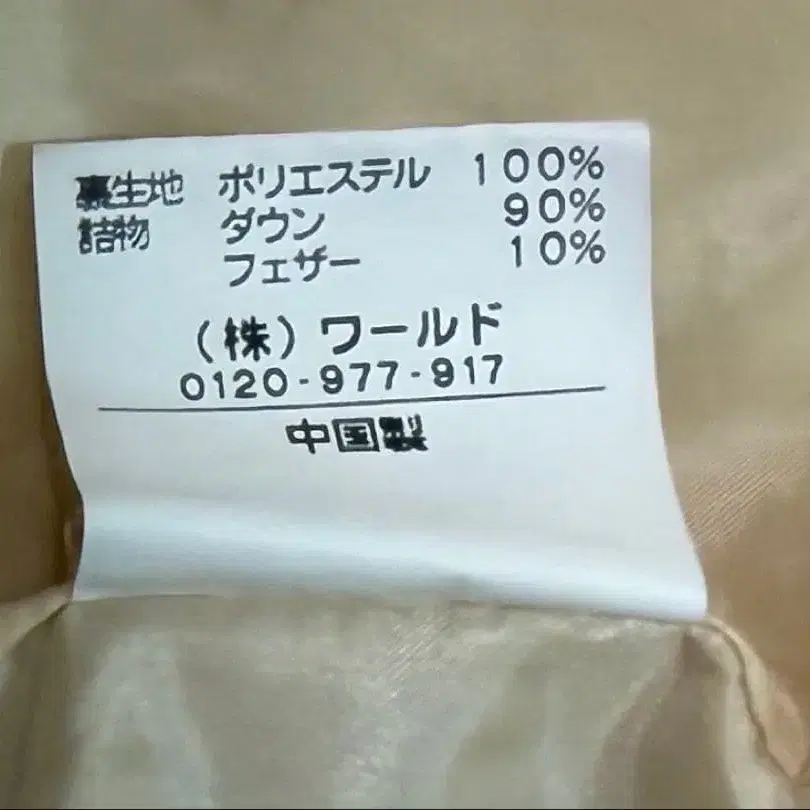 裏生地 ポリエステル 100%
詰物 ダウン 90%
フェザー 10%
(株)ワールド
0120-977-917
中国製